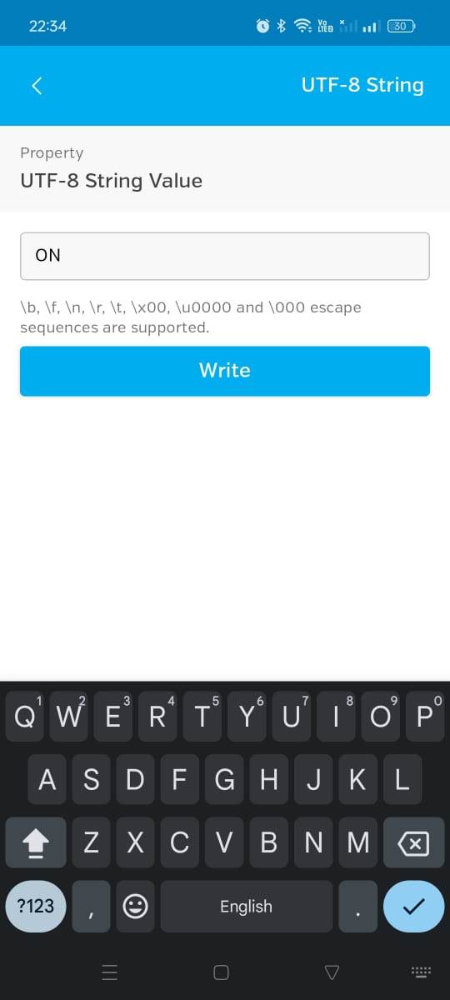 22:34
Vo
LTE B
30
UTF-8 String
Property
UTF-8 String Value
ON
\b, \f, \n, \r, \t, \x00, \u0000 and \000 escape
sequences are supported.
Write
1 2 3 4 5 6 7 8 9 0
Q W E R T Y U I O P
A S D F G H J K L
Z X C V B N M
?123 , English .